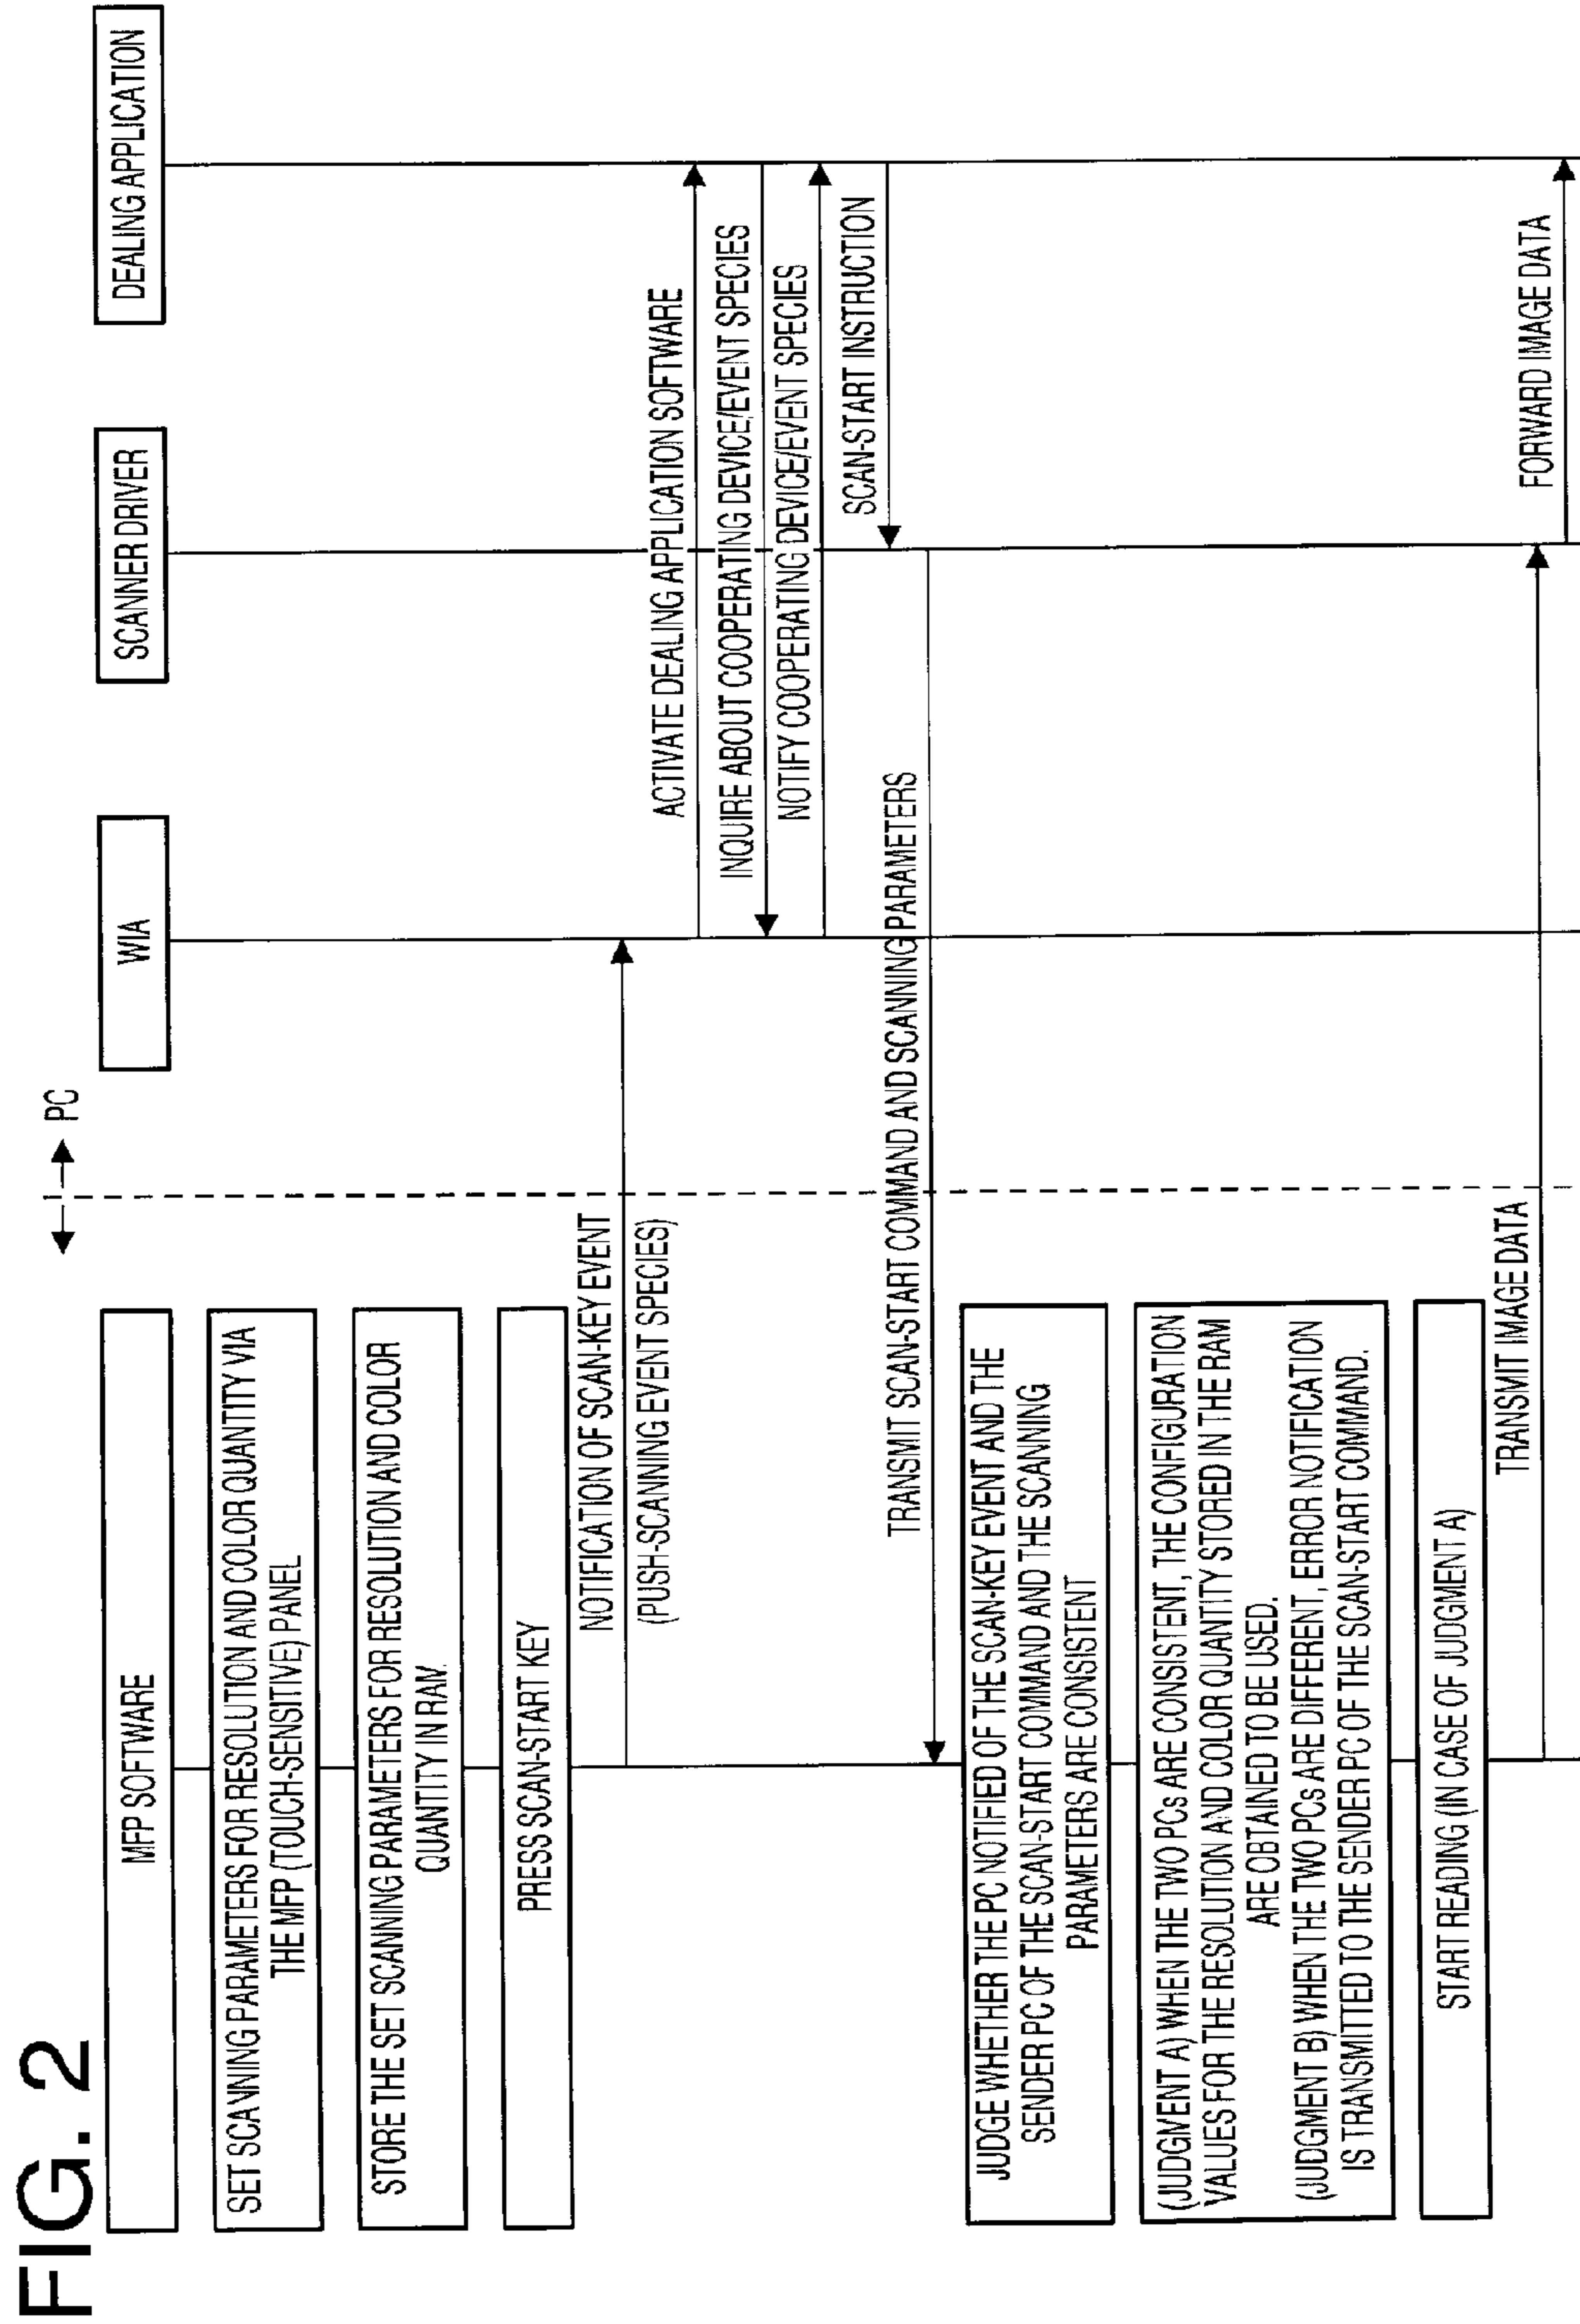 FIG. 2
PC
MFP SOFTWARE
WIA
SCANNER DRIVER
DEALING APPLICATION
SET SCANNING PARAMETERS FOR RESOLUTION AND COLOR QUANTITY VIA
THE MFP (TOUCH-SENSITIVE) PANEL
STORE THE SET SCANNING PARAMETERS FOR RESOLUTION AND COLOR
QUANTITY IN RAM.
PRESS SCAN-START KEY
NOTIFICATION OF SCAN-KEY EVENT
(PUSH-SCANNING EVENT SPECIES)
ACTIVATE DEALING APPLICATION SOFTWARE
INQUIRE ABOUT COOPERATING DEVICE/EVENT SPECIES
NOTIFY COOPERATING DEVICE/EVENT SPECIES
SCAN-START INSTRUCTION
TRANSMIT SCAN-START COMMAND AND SCANNING PARAMETERS
JUDGE WHETHER THE PC NOTIFIED OF THE SCAN-KEY EVENT AND THE
SENDER PC OF THE SCAN-START COMMAND AND THE SCANNING
PARAMETERS ARE CONSISTENT
(JUDGMENT A) WHEN THE TWO PCs ARE CONSISTENT, THE CONFIGURATION
VALUES FOR THE RESOLUTION AND COLOR QUANTITY STORED IN THE RAM
ARE OBTAINED TO BE USED.
(JUDGMENT B) WHEN THE TWO PCs ARE DIFFERENT, ERROR NOTIFICATION
IS TRANSMITTED TO THE SENDER PC OF THE SCAN-START COMMAND.
START READING (IN CASE OF JUDGMENT A)
TRANSMIT IMAGE DATA
FORWARD IMAGE DATA